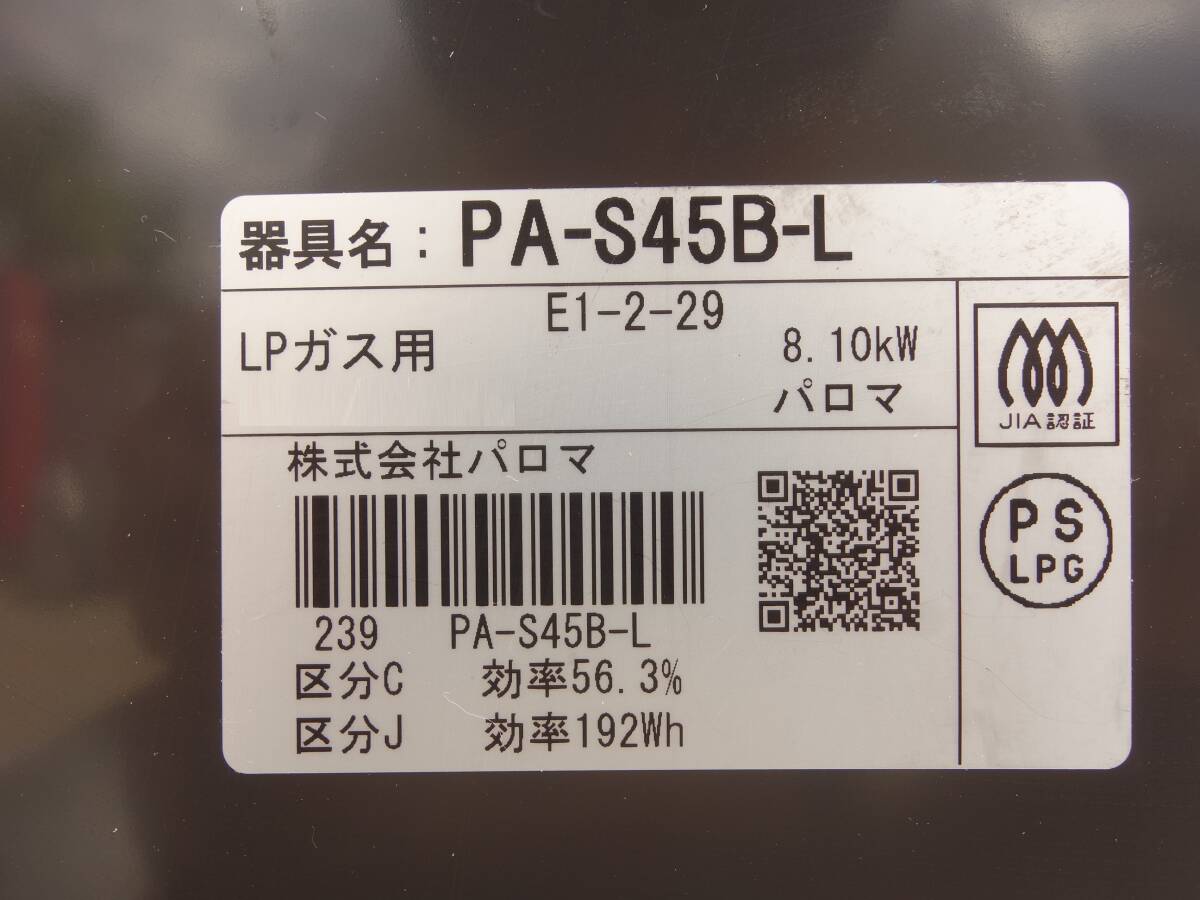 器具名：PA-S45B-L
E1-2-29
LPガス用
8.10kW
パロマ
JIA認証
株式会社パロマ
239 PA-S45B-L
区分C 効率56.3%
区分J 効率192Wh
PS
LPG